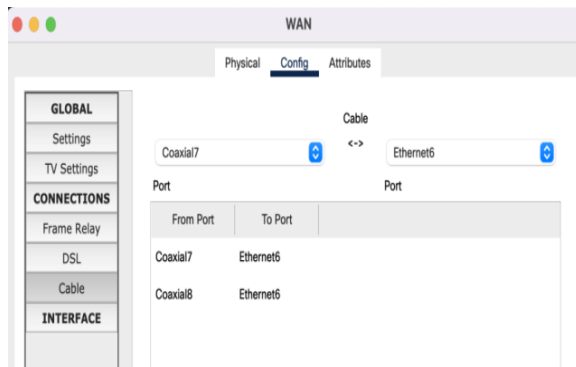 WAN
Physical Config Attributes
GLOBAL
Settings
TV Settings
CONNECTIONS
Frame Relay
DSL
Cable
INTERFACE
Cable
Coaxial7 <-> Ethernet6
Port Port
From Port To Port
Coaxial7 Ethernet6
Coaxial8 Ethernet6